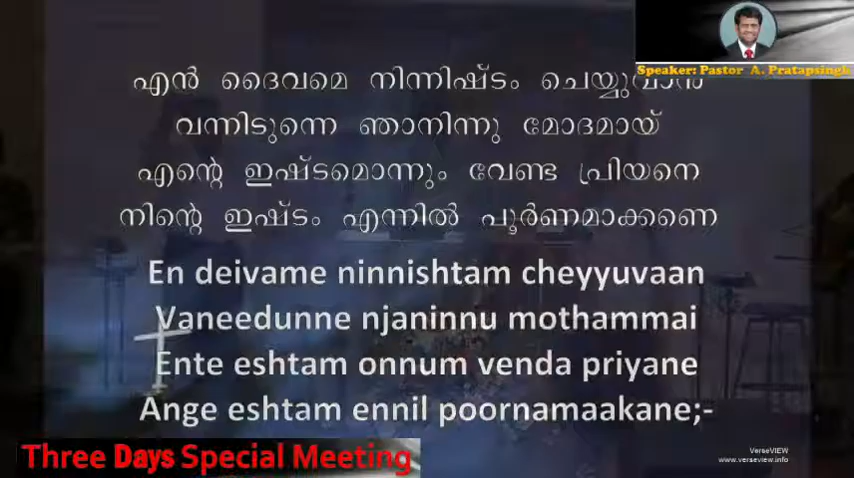 Speaker: Pastor A. Pratapsingh
എൻ ദൈവമെ നിന്നിഷ്ടം ചെയ്യുവാൻ
വന്നിടുന്നെ ഞാനിന്നു മോദമായ്
എന്റെ ഇഷ്ടമൊന്നും വേണ്ട പ്രിയനെ
നിന്റെ ഇഷ്ടം എന്നിൽ പൂർണമാക്കണെ
En deivame ninnishtam cheyyuvaan
Vaneedunne njaninnu mothammai
Ente eshtam onnum venda priyane
Ange eshtam ennil poornamaakane;-
Three Days Special Meeting
VerseVIEW
www.verseview.info